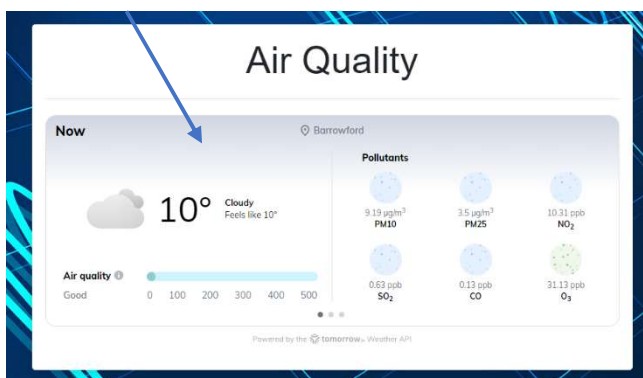 Air Quality
Now
Barrowford
10°
Cloudy
Feels like 10°
Air quality
Good
0 100 200 300 400 500
Pollutants
9.19 µg/m³ 3.5 µg/m³ 10.31 ppb
PM10 PM25 NO₂
0.63 ppb 0.13 ppb 31.13 ppb
SO₂ CO O₃
Powered by the tomorrow.io Weather API